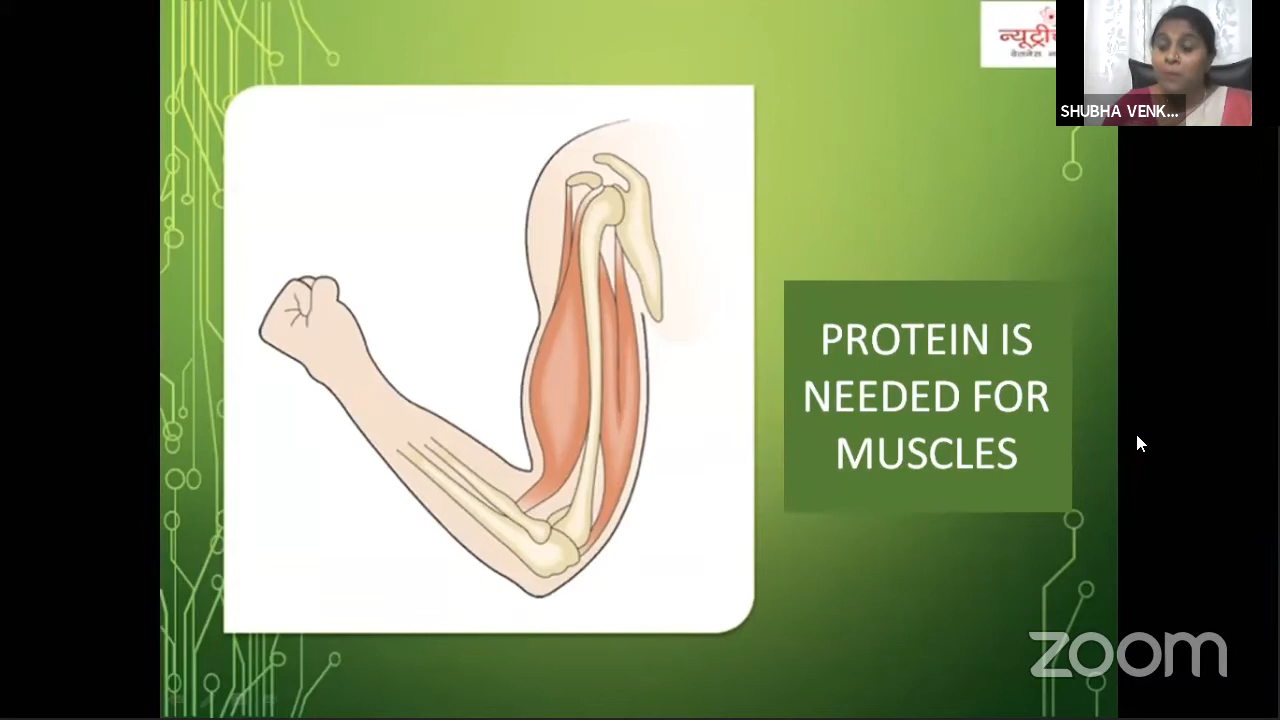 SHUBHA VENK...
PROTEIN IS
NEEDED FOR
MUSCLES
zoom